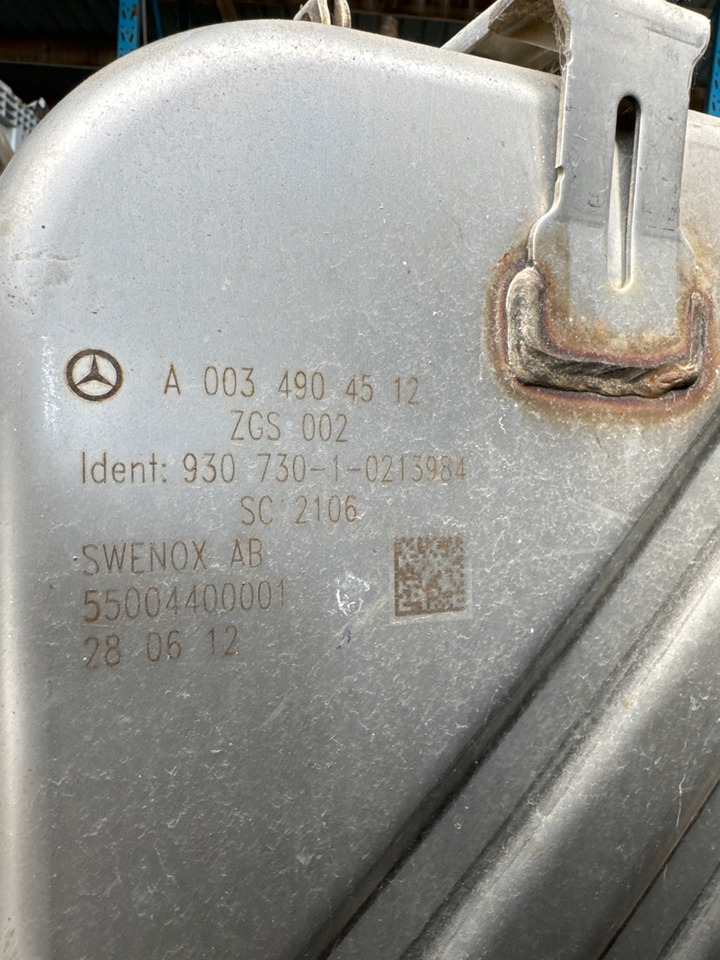 A 003 490 45 12
ZGS 002
Ident: 930 730-1-0213984
SC 2106
SWENOX AB
55004400001
28 06 12